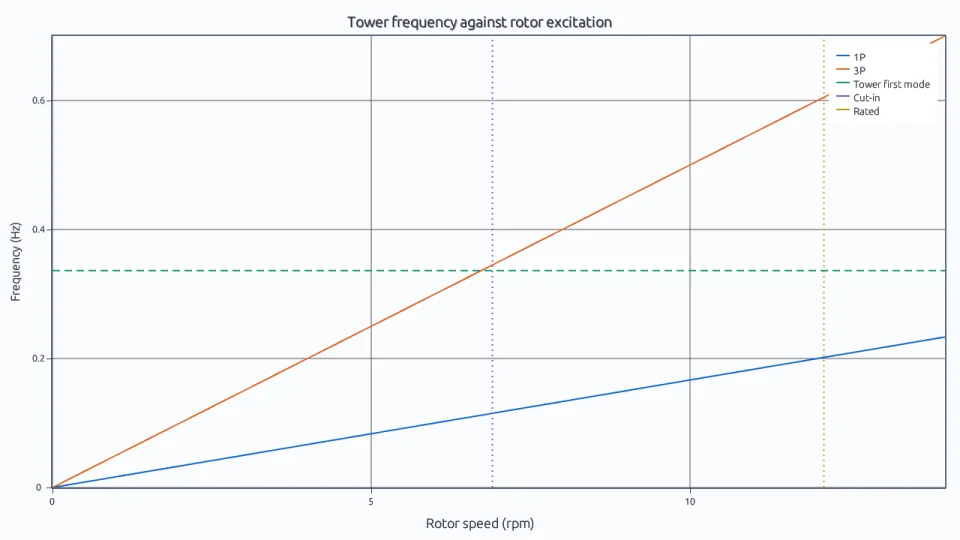 Tower frequency against rotor excitation
1P
3P
Tower first mode
Cut-in
Rated
0.6
0.4
0.2
0
0
5
10
Frequency (Hz)
Rotor speed (rpm)